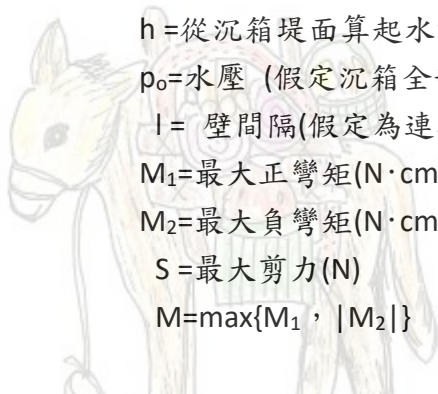 h =從沉箱堤面算起水
p₀=水壓 (假定沉箱全
l = 壁間隔(假定為連
M₁=最大正彎矩(N·cm
M₂=最大負彎矩(N·cm
S =最大剪力(N)
M=max{M₁，|M₂|}